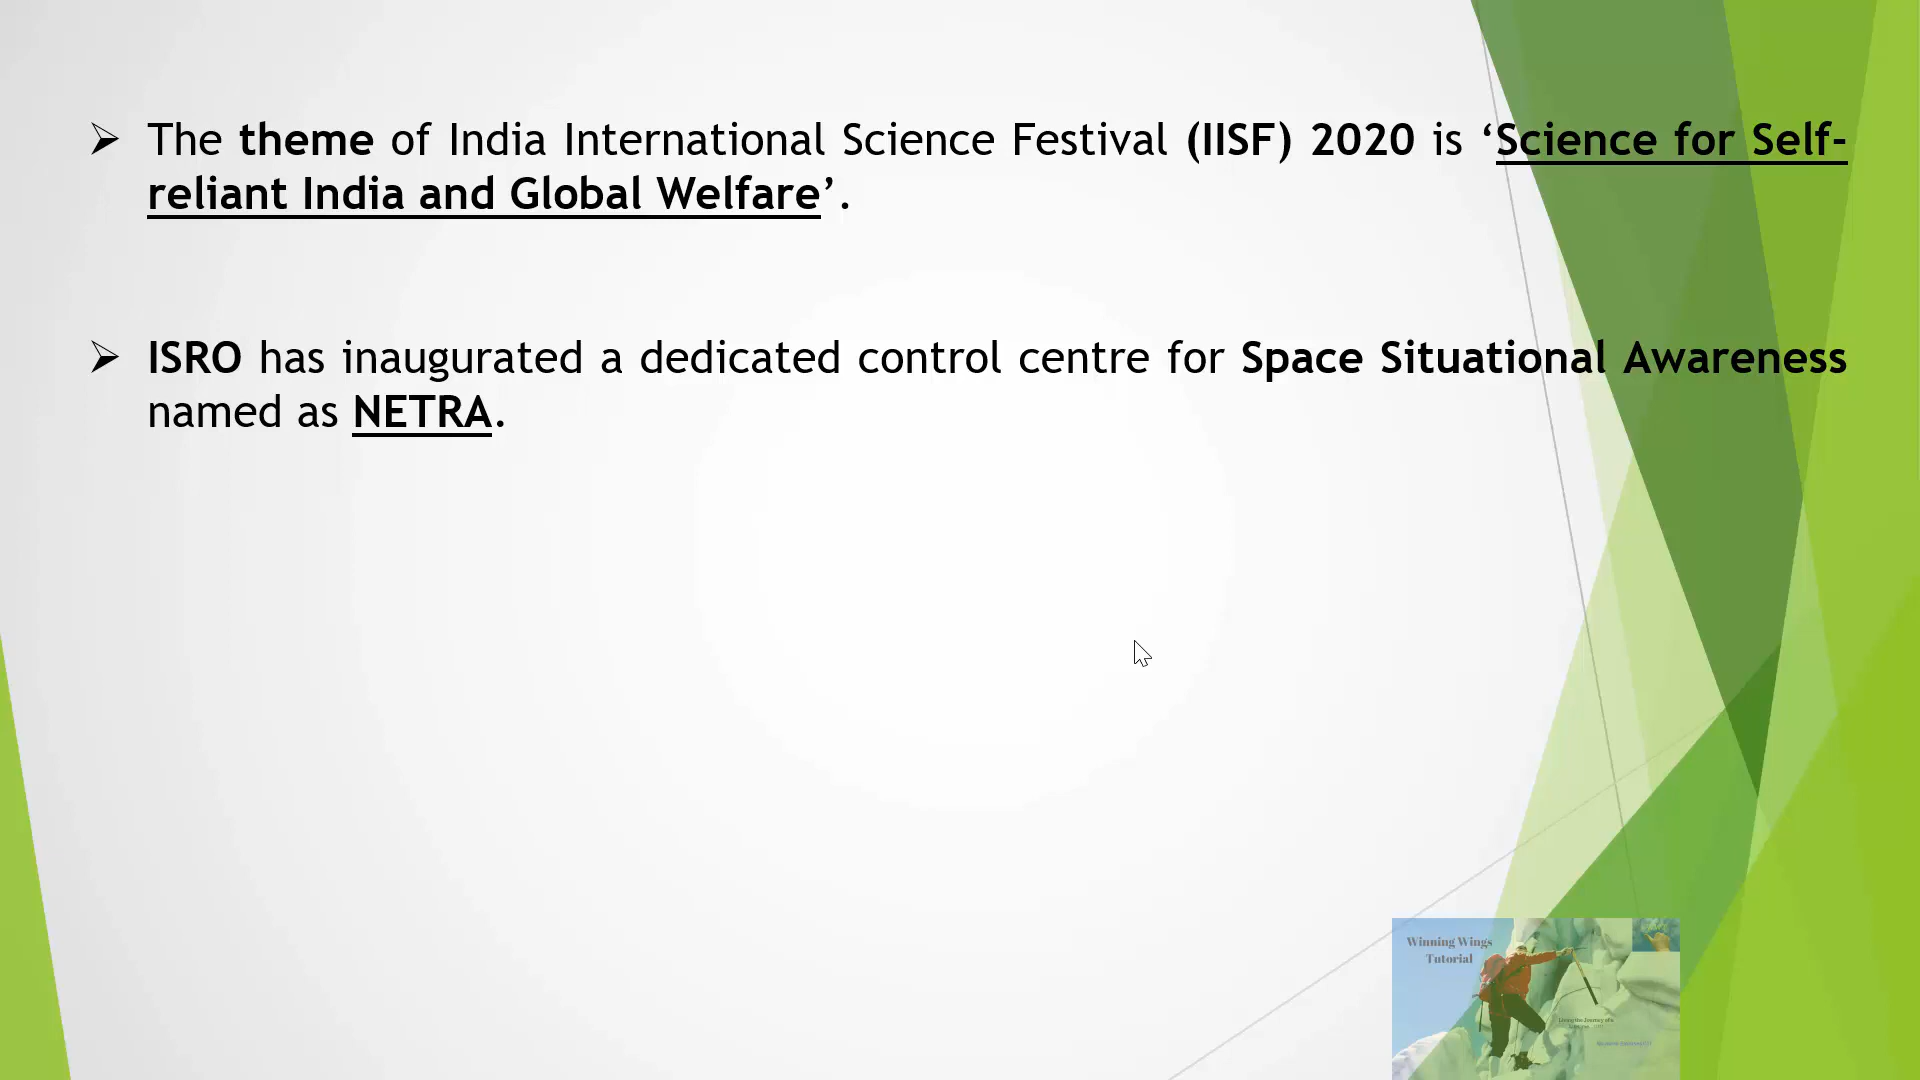 The theme of India International Science Festival (IISF) 2020 is ‘Science for Self-
reliant India and Global Welfare’.
ISRO has inaugurated a dedicated control centre for Space Situational Awareness
named as NETRA.
Winning Wings
Tutorial